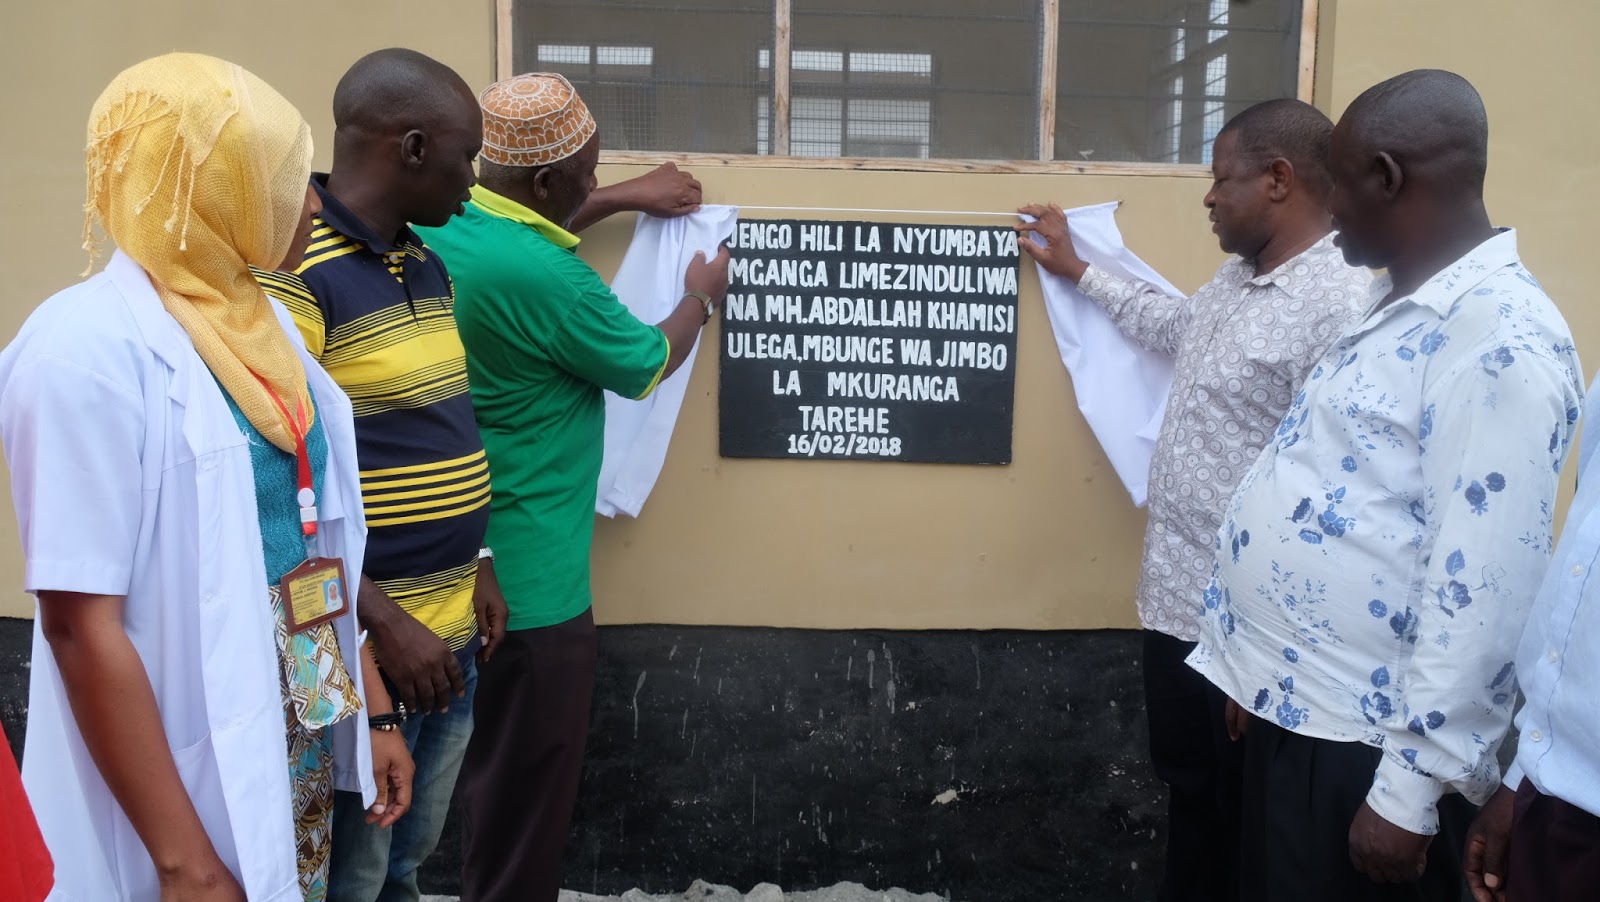 JENGO HILI LA NYUMBA YA
MGANGA LIMEZINDULIWA
NA MH.ABDALLAH KHAMISI
ULEGA,MBUNGE WA JIMBO
LA MKURANGA
TAREHE
16/02/2018